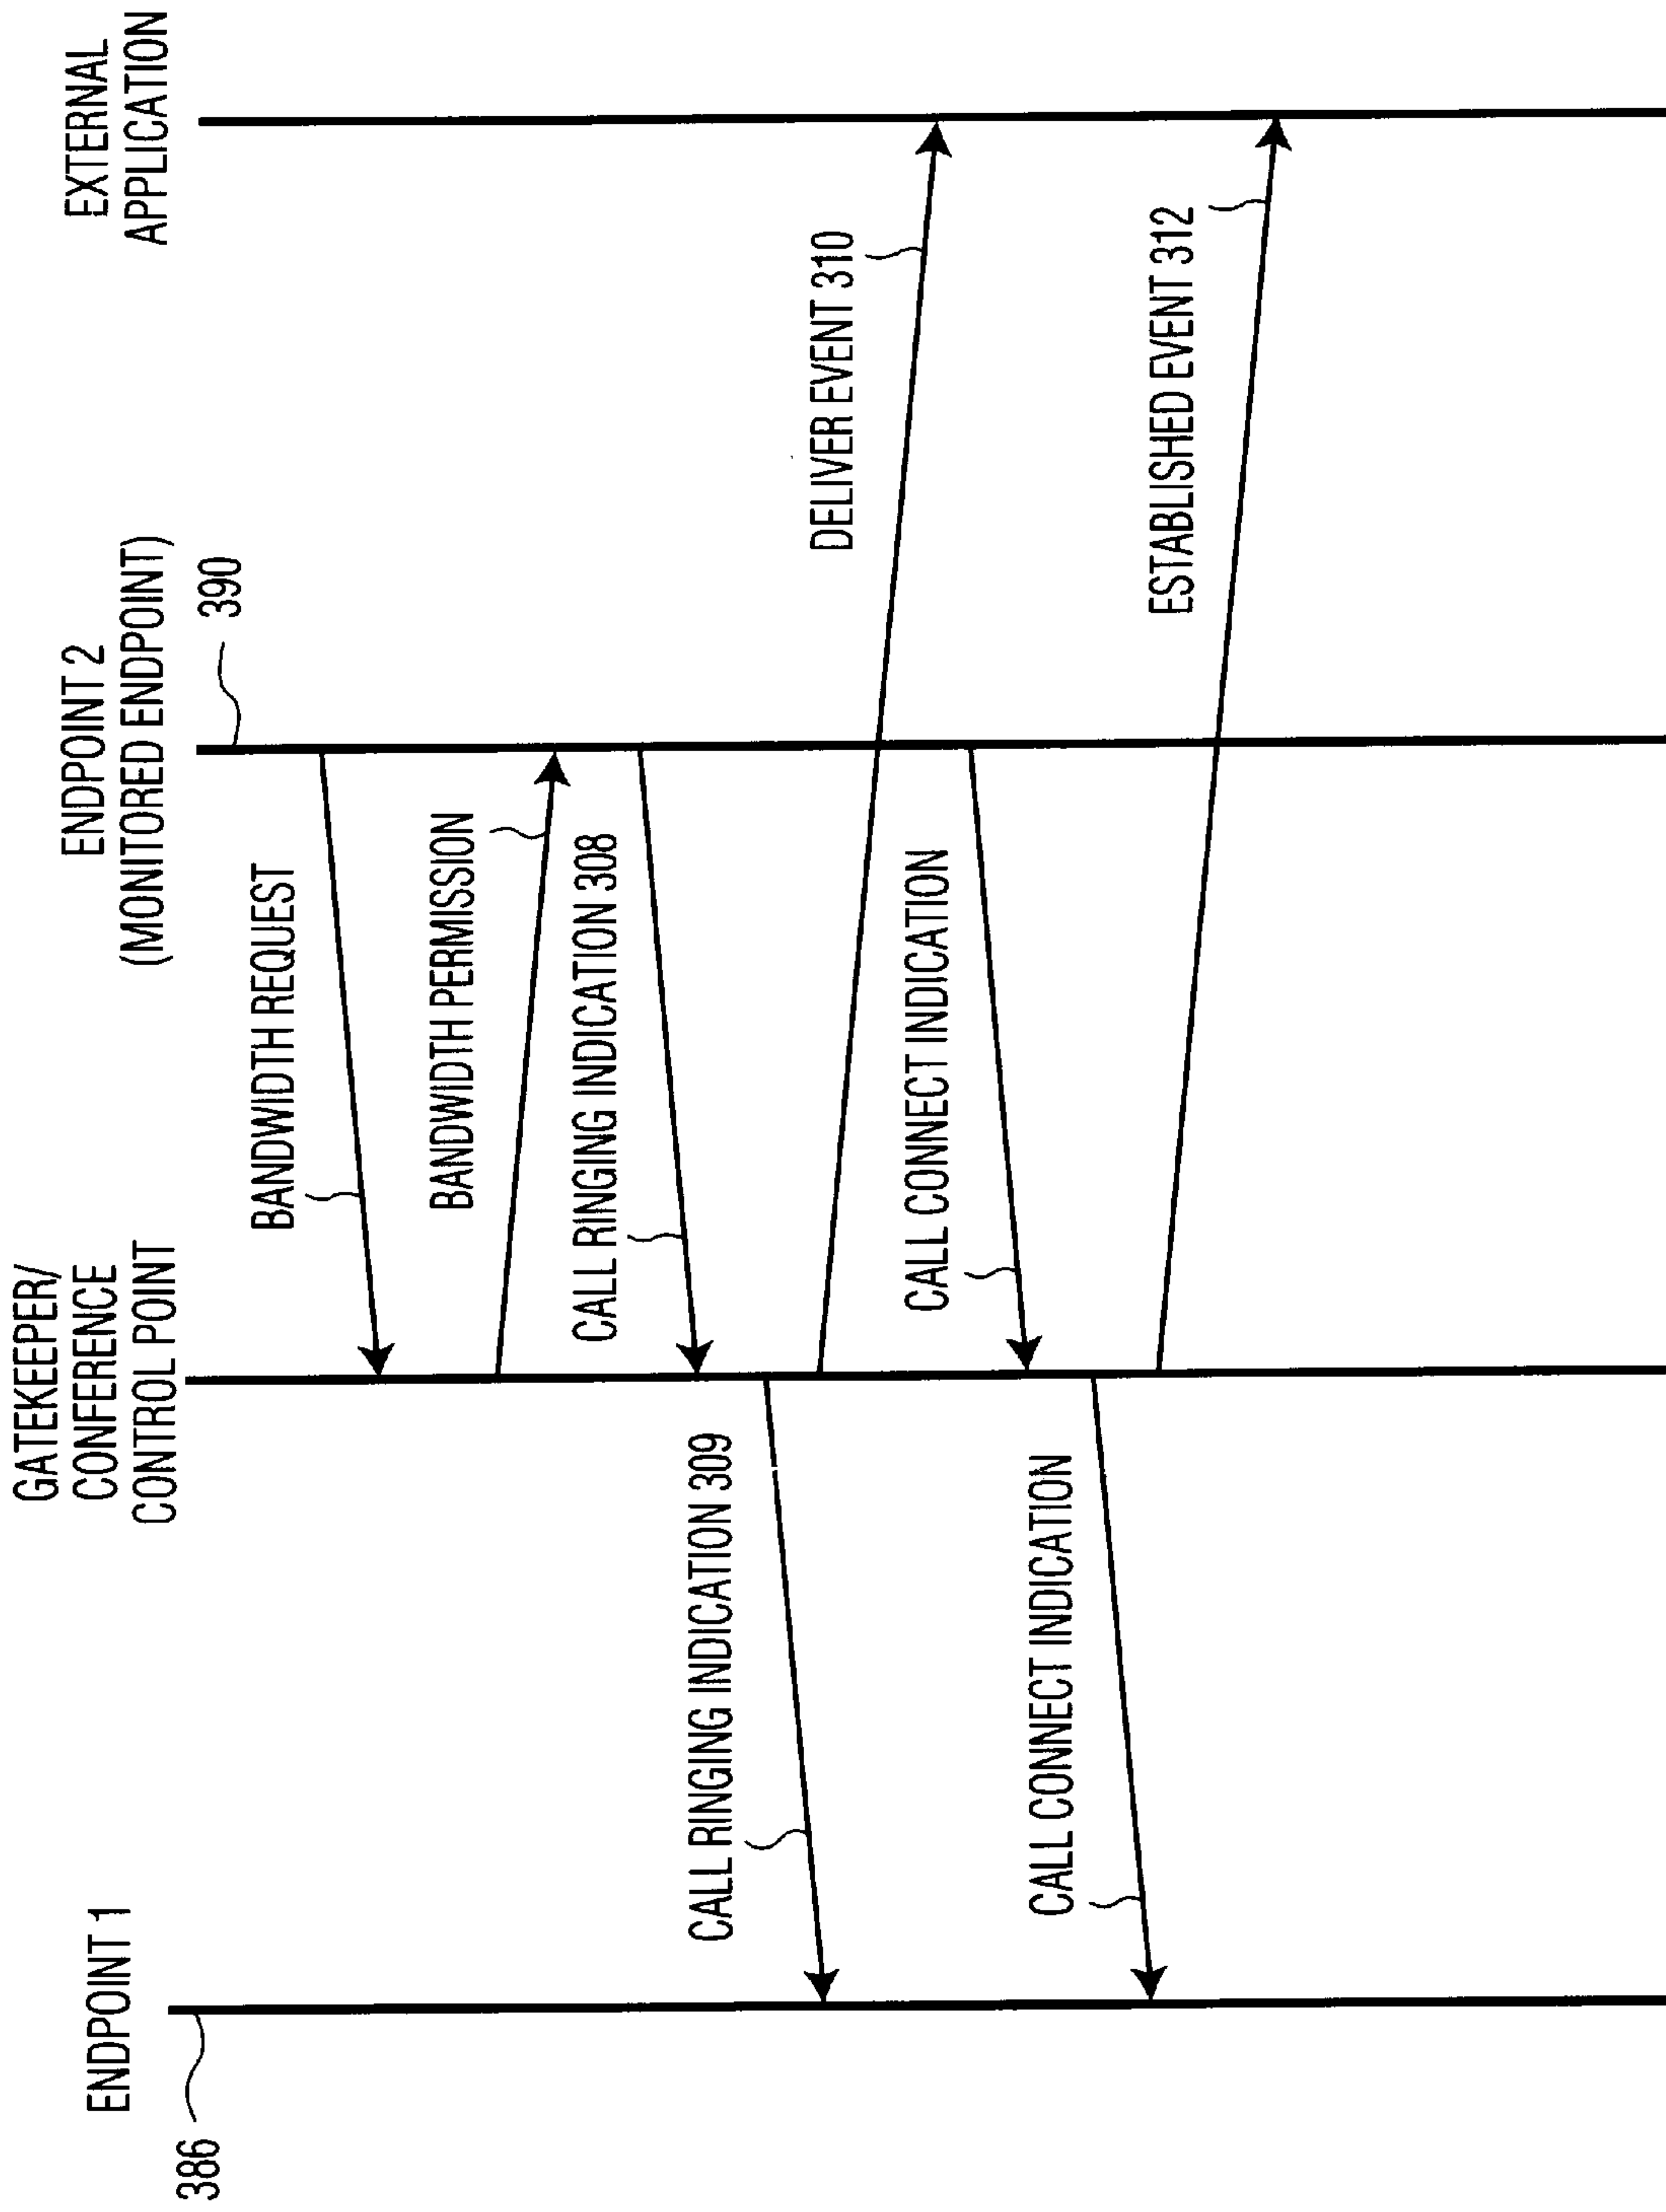 ENDPOINT 1
386
GATEKEEPER/
CONFERENCE
CONTROL POINT
ENDPOINT 2
(MONITORED ENDPOINT)
390
EXTERNAL
APPLICATION
BANDWIDTH REQUEST
BANDWIDTH PERMISSION
CALL RINGING INDICATION 308
CALL RINGING INDICATION 309
DELIVER EVENT 310
CALL CONNECT INDICATION
CALL CONNECT INDICATION
ESTABLISHED EVENT 312